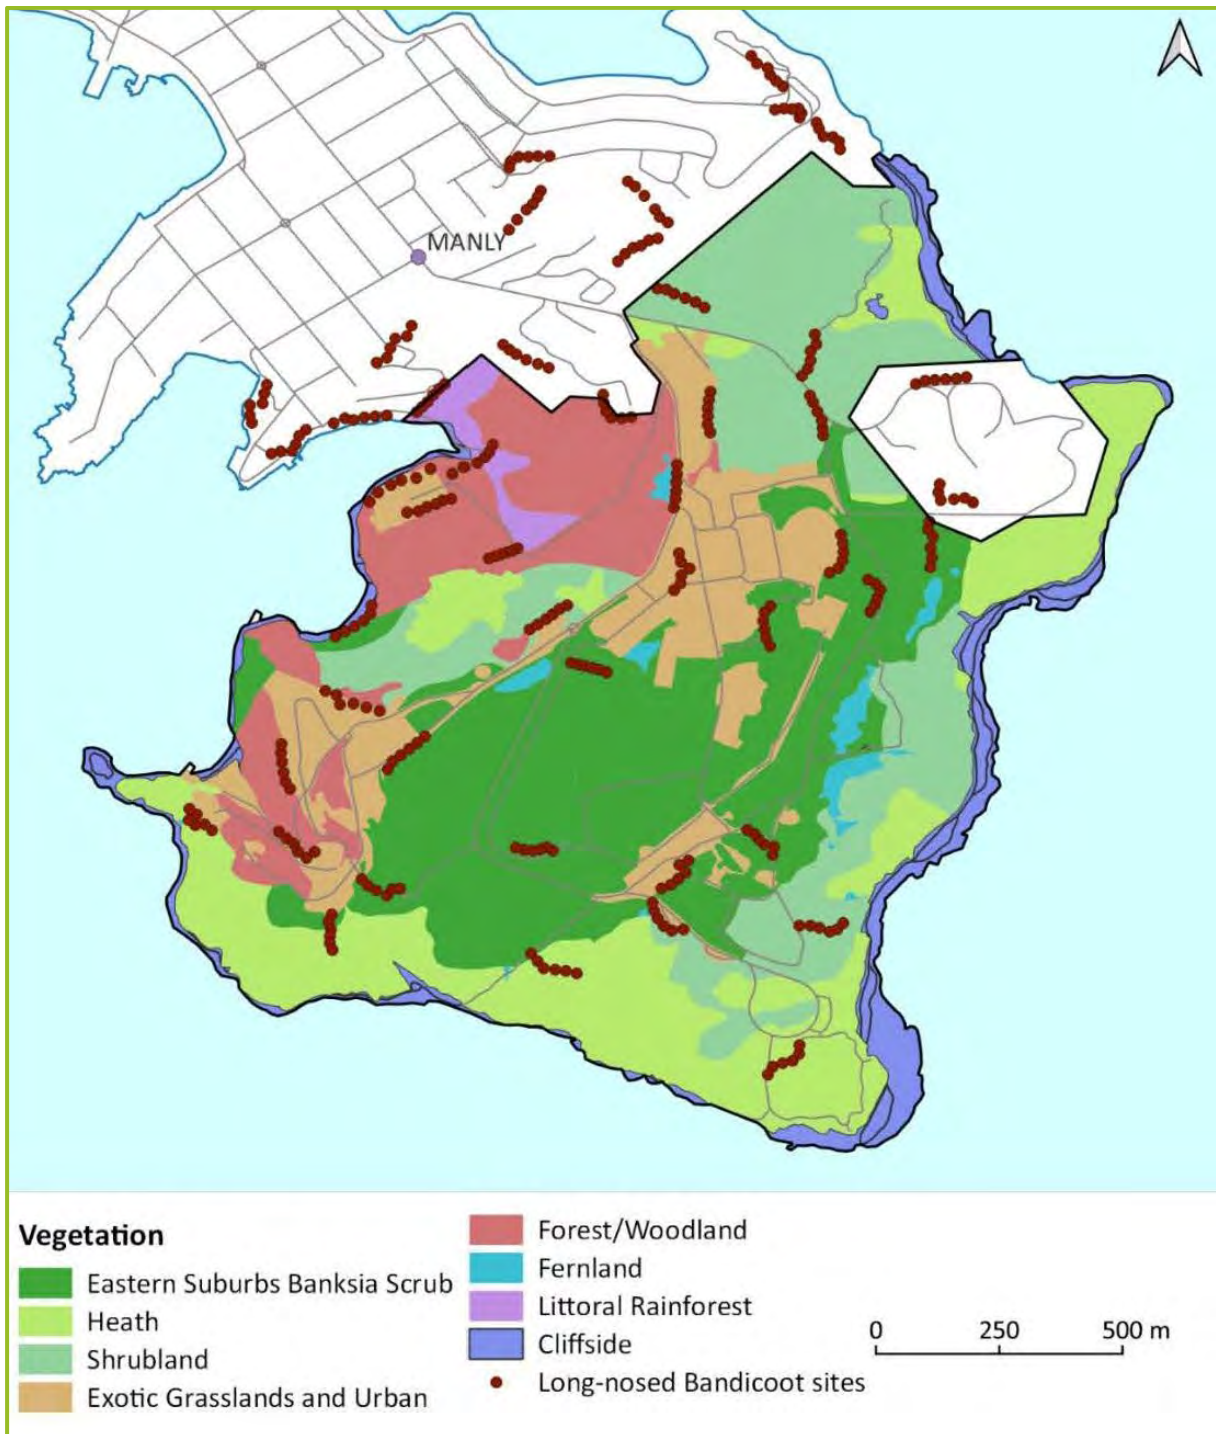 MANLY
Vegetation
Eastern Suburbs Banksia Scrub
Heath
Shrubland
Exotic Grasslands and Urban
Forest/Woodland
Fernland
Littoral Rainforest
Cliffside
Long-nosed Bandicoot sites
0 250 500 m